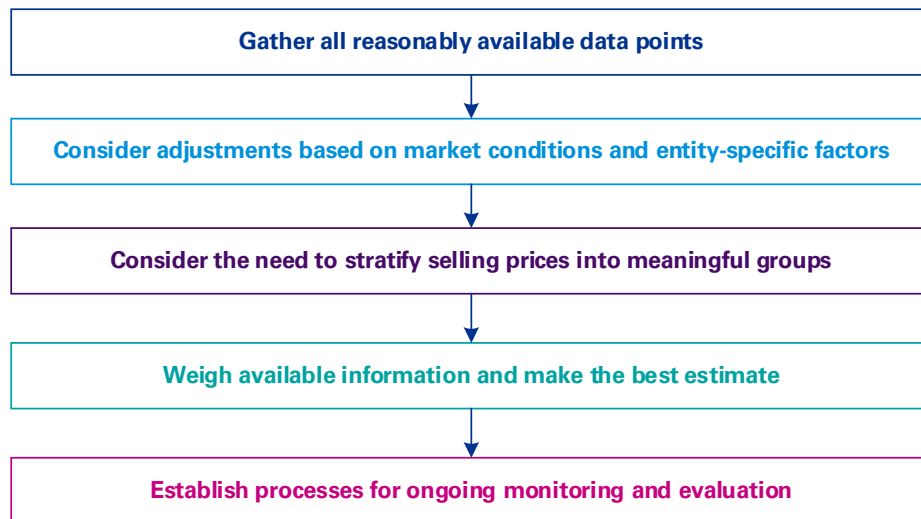 Gather all reasonably available data points
Consider adjustments based on market conditions and entity-specific factors
Consider the need to stratify selling prices into meaningful groups
Weigh available information and make the best estimate
Establish processes for ongoing monitoring and evaluation